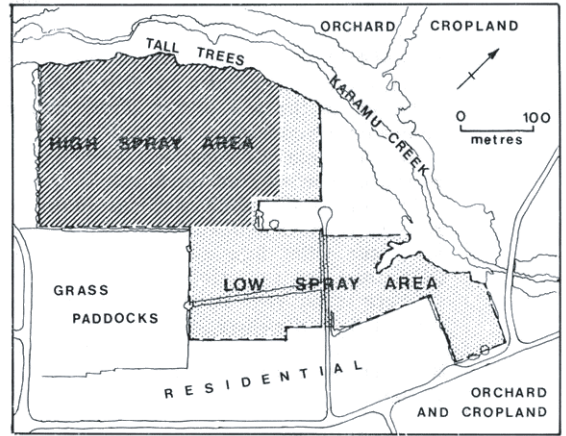 ORCHARD CROPLAND
TALL TREES
KARAMU CREEK
0 100
metres
HIGH SPRAY AREA
LOW SPRAY AREA
GRASS
PADDOCKS
RESIDENTIAL
ORCHARD
AND CROPLAND